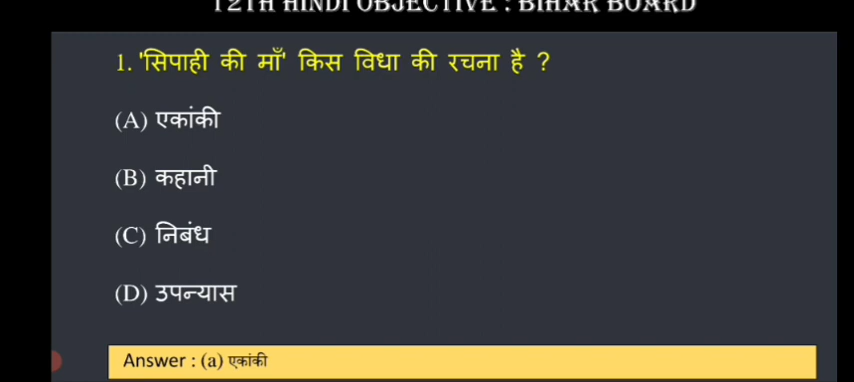 12TH HINDI OBJECTIVE : BIHAR BOARD
1. 'सिपाही की माँ' किस विधा की रचना है ?
(A) एकांकी
(B) कहानी
(C) निबंध
(D) उपन्यास
Answer : (a) एकांकी